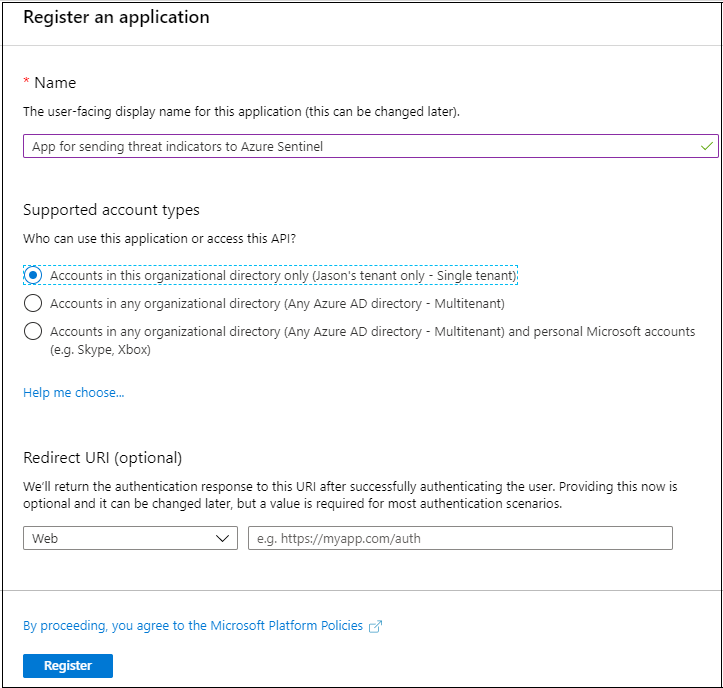 Register an application
* Name
The user-facing display name for this application (this can be changed later).
App for sending threat indicators to Azure Sentinel
Supported account types
Who can use this application or access this API?
Accounts in this organizational directory only (Jason's tenant only - Single tenant)
Accounts in any organizational directory (Any Azure AD directory - Multitenant)
Accounts in any organizational directory (Any Azure AD directory - Multitenant) and personal Microsoft accounts
(e.g. Skype, Xbox)
Help me choose...
Redirect URI (optional)
We'll return the authentication response to this URI after successfully authenticating the user. Providing this now is
optional and it can be changed later, but a value is required for most authentication scenarios.
Web
e.g. https://myapp.com/auth
By proceeding, you agree to the Microsoft Platform Policies
Register